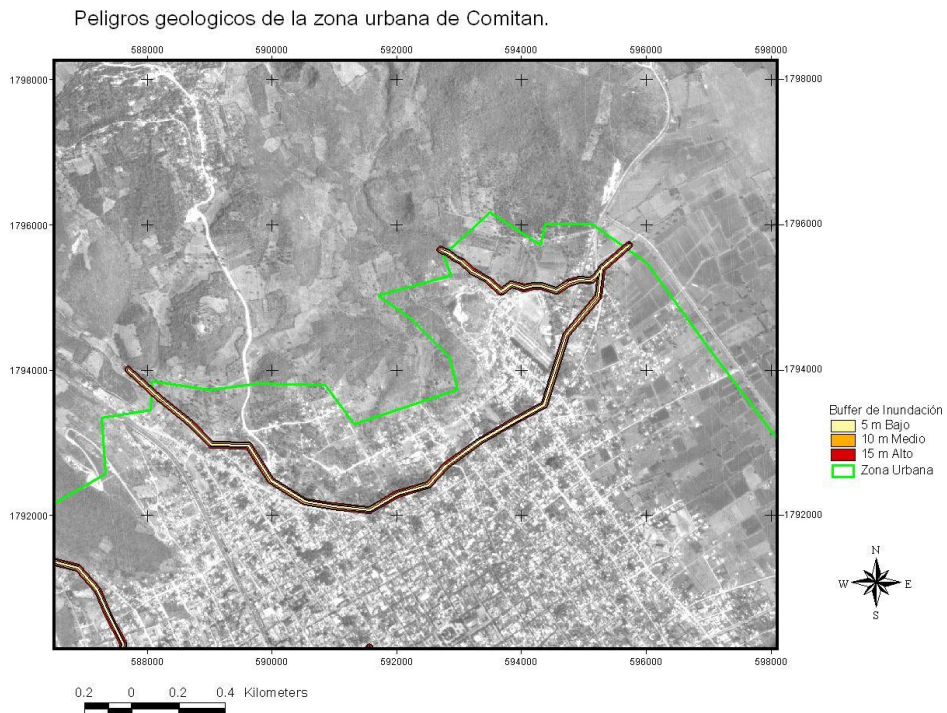 Peligros geologicos de la zona urbana de Comitan.
588000 590000 592000 594000 596000 598000
1798000 1798000
1796000 1796000
1794000 1794000
1792000 1792000
588000 590000 592000 594000 596000 598000
Buffer de Inundación
5 m Bajo
10 m Medio
15 m Alto
Zona Urbana
N
W E
S
0.2 0 0.2 0.4 Kilometers